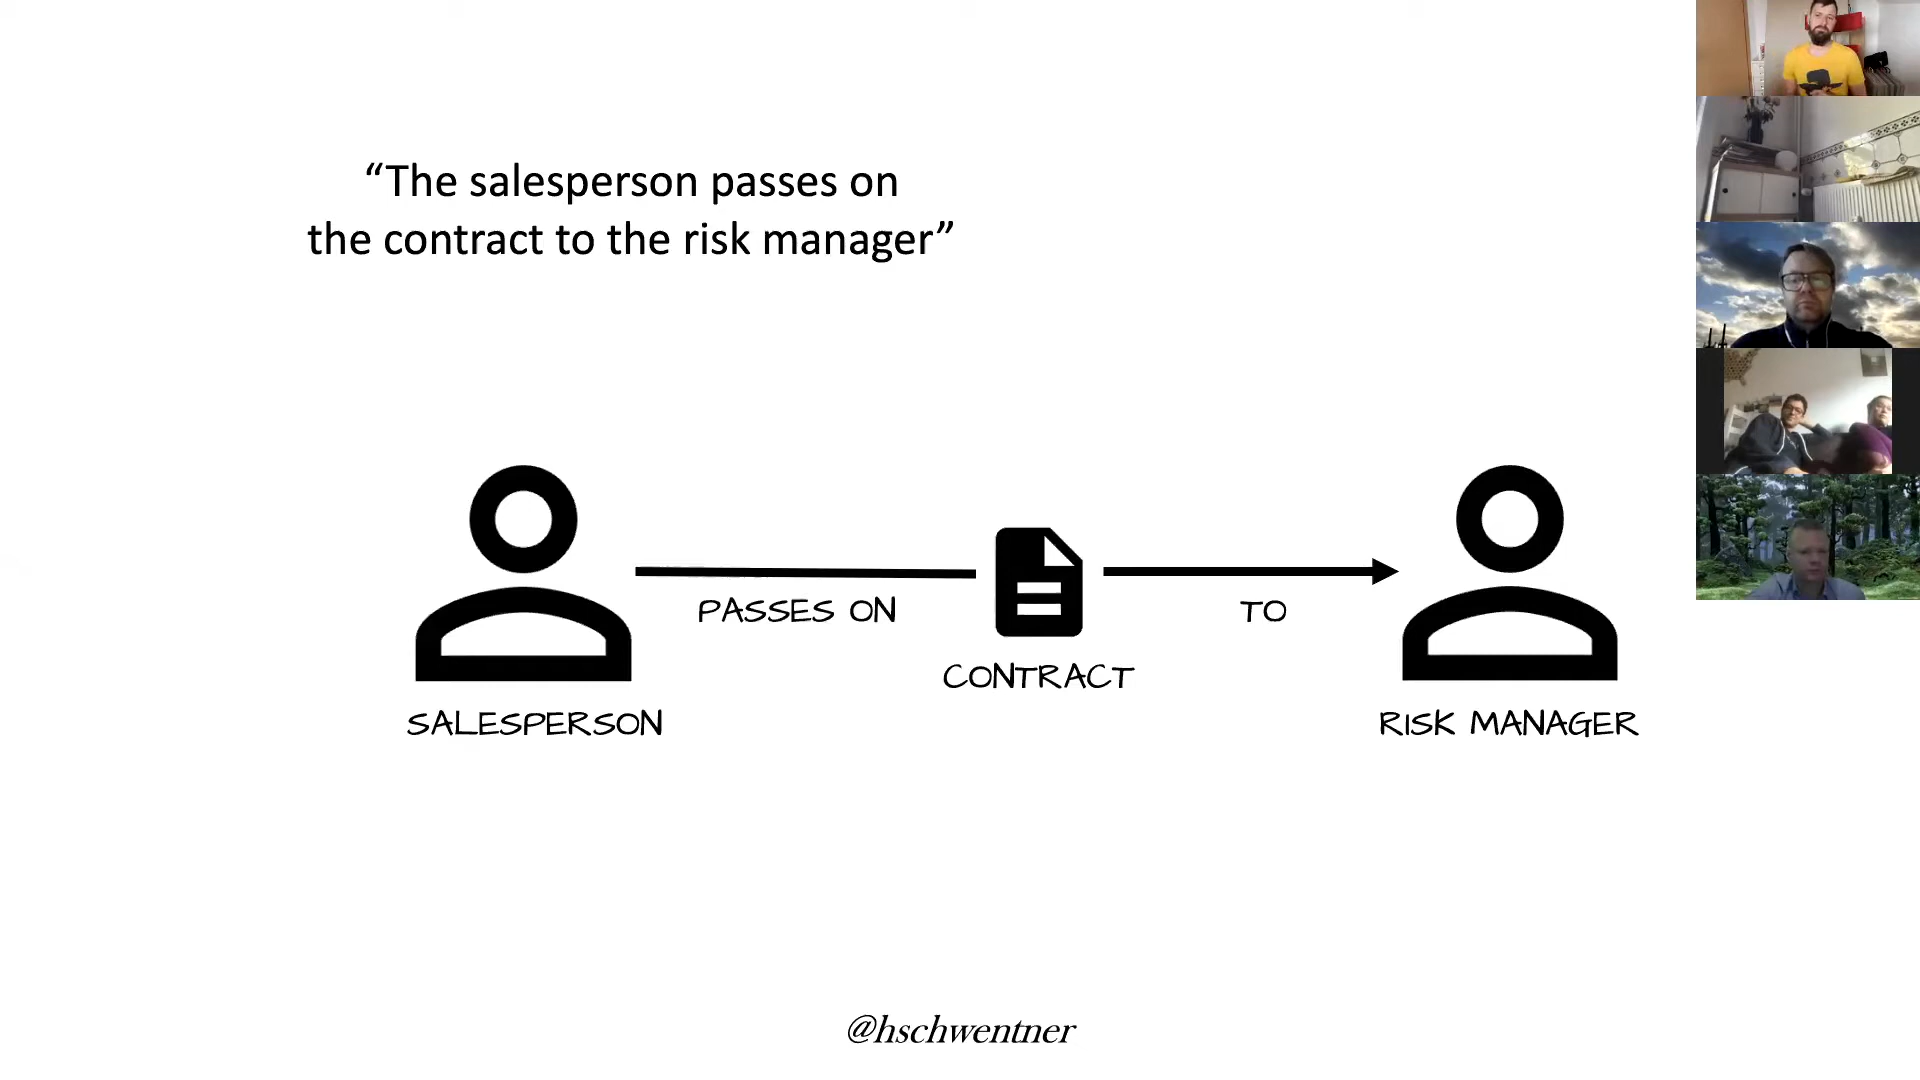 “The salesperson passes on
the contract to the risk manager”
PASSES ON
TO
CONTRACT
SALESPERSON
RISK MANAGER
@hschwentner